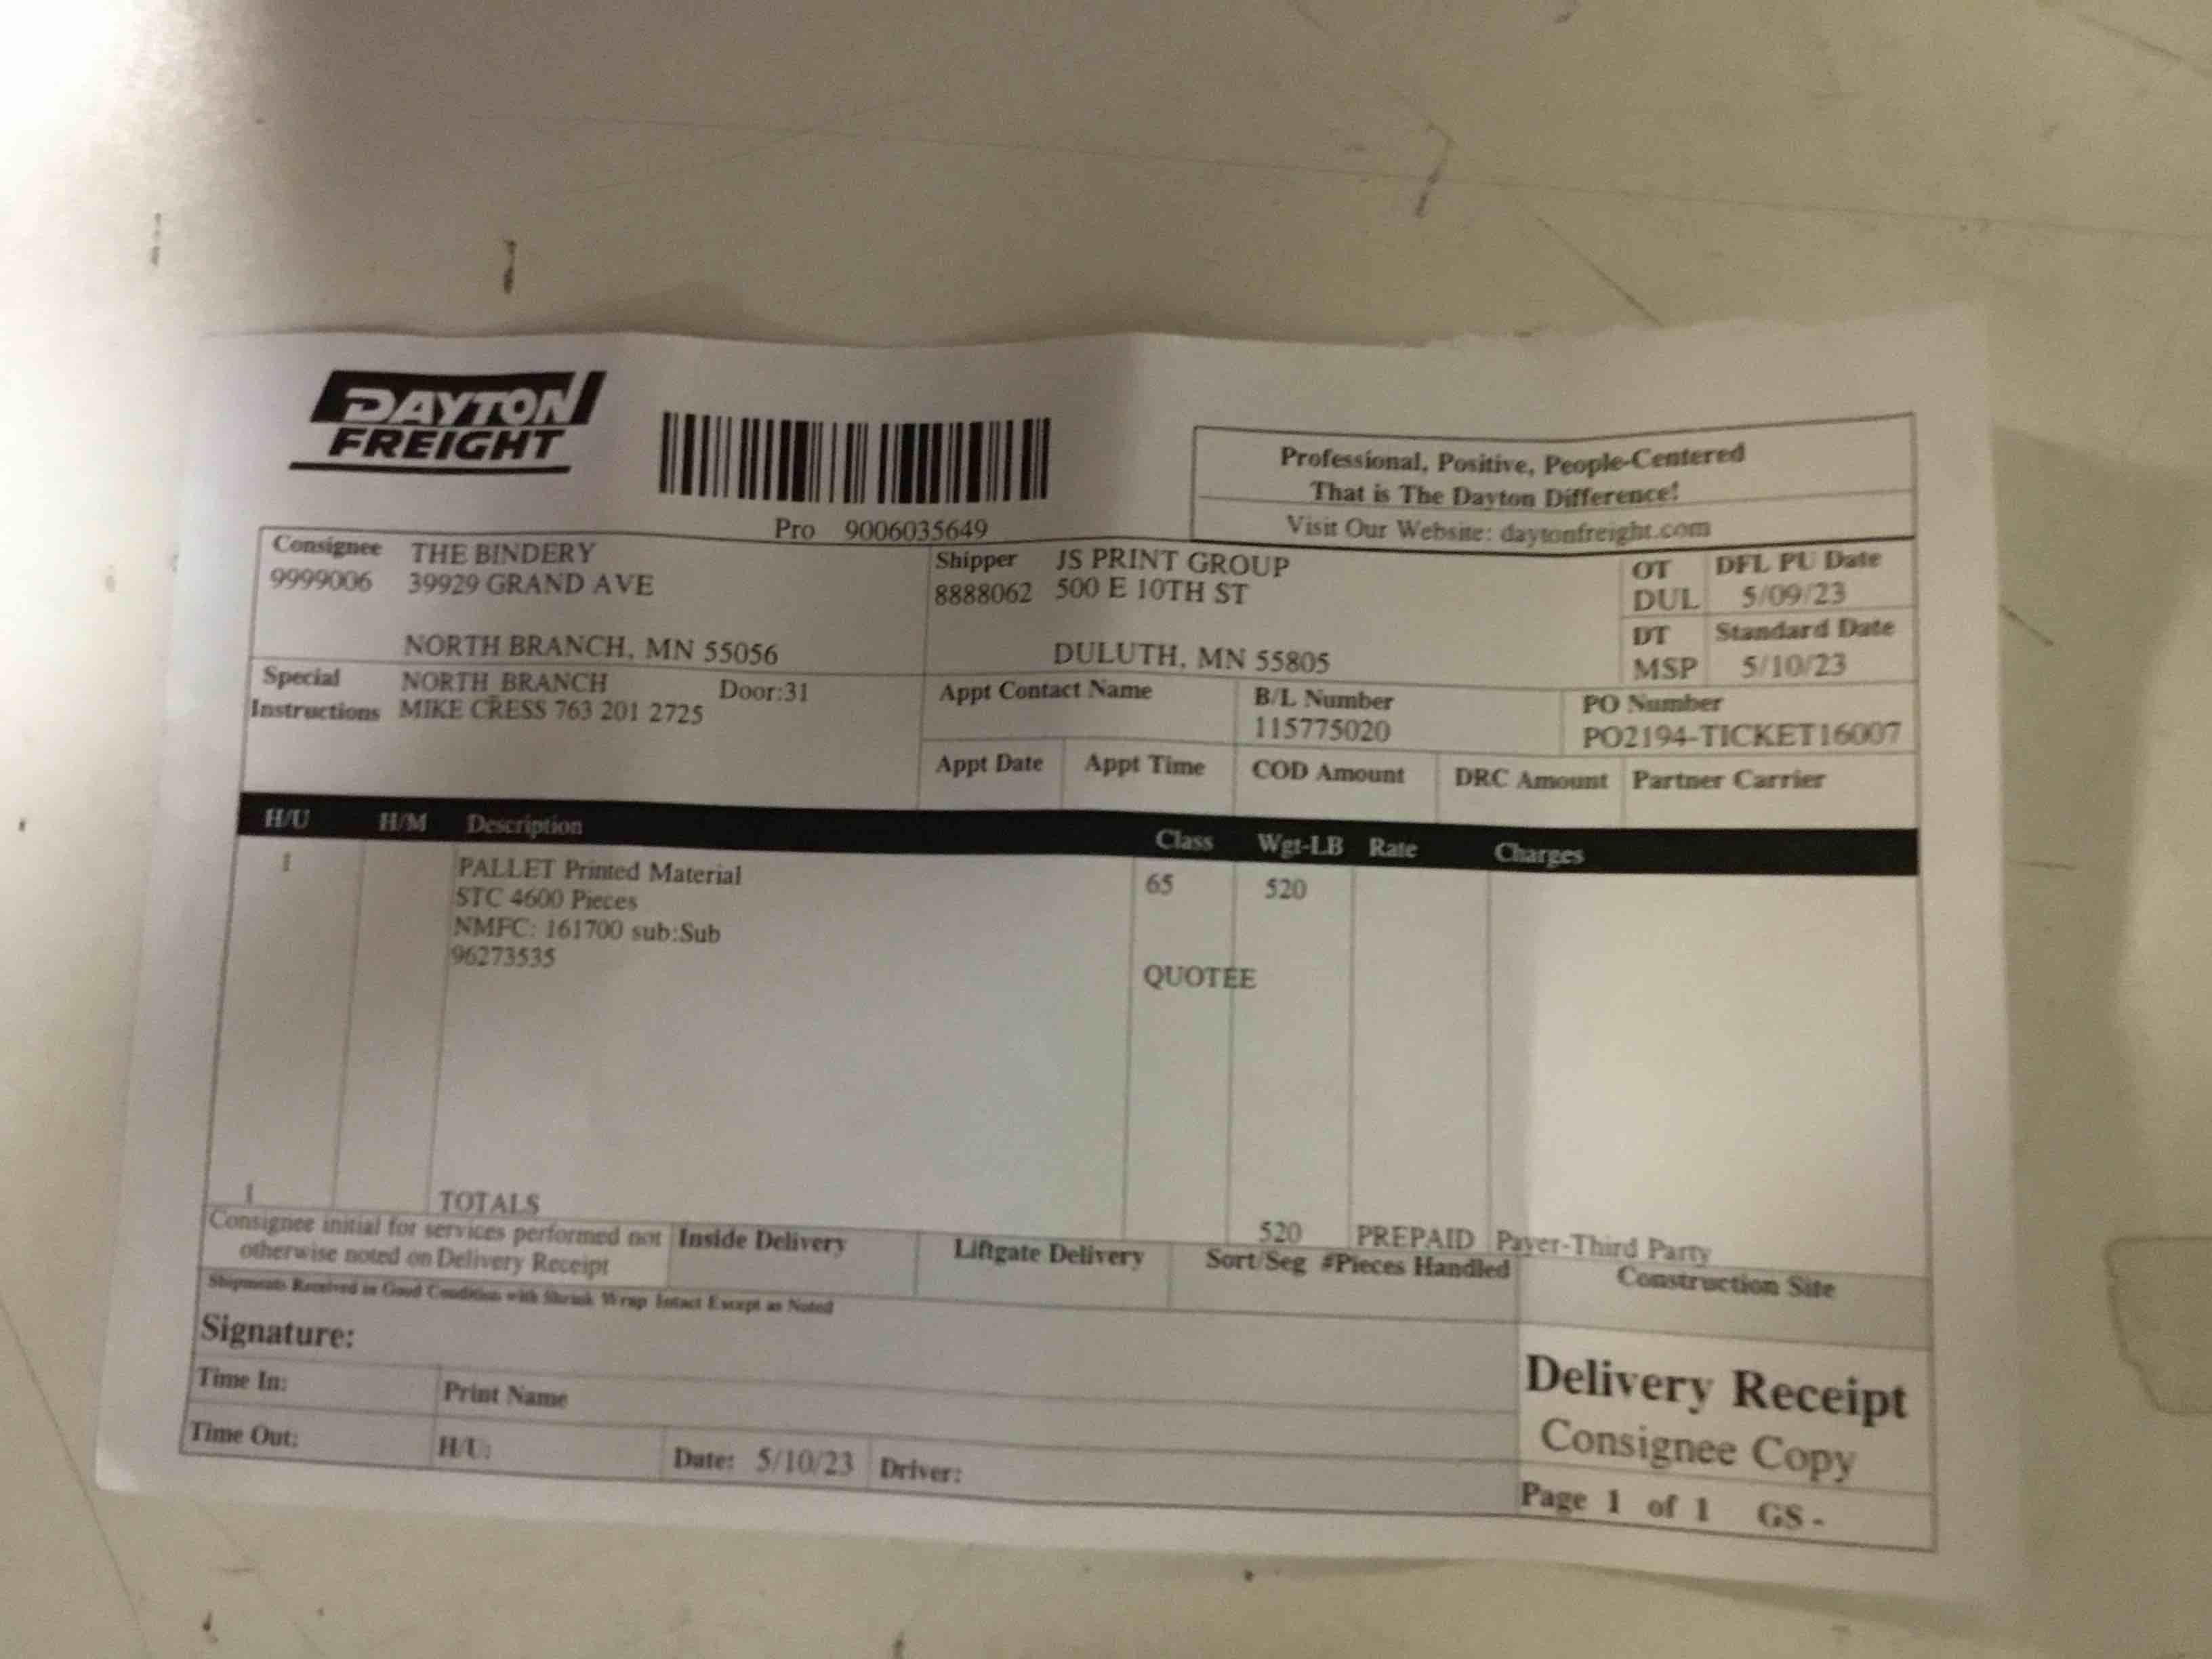 DAYTON
FREIGHT
Pro 9006035649
Professional, Positive, People-Centered
That is The Dayton Difference!
Visit Our Website: daytonfreight.com
Consignee THE BINDERY
9999006 39929 GRAND AVE
NORTH BRANCH, MN 55056
Shipper JS PRINT GROUP
8888062 500 E 10TH ST
DULUTH, MN 55805
OT DFL PU Date
DUL 5/09/23
DT Standard Date
MSP 5/10/23
Special NORTH BRANCH Door:31
Instructions MIKE CRESS 763 201 2725
Appt Contact Name
B/L Number
115775020
PO Number
PO2194-TICKET16007
Appt Date Appt Time COD Amount DRC Amount Partner Carrier
H/U H/M Description Class Wgt-LB Rate Charges
1 PALLET Printed Material 65 520
STC 4600 Pieces
NMFC: 161700 sub:Sub
96273535
QUOTEE
1 TOTALS 520 PREPAID Payer-Third Party
Consignee initial for services performed not
otherwise noted on Delivery Receipt
Inside Delivery Liftgate Delivery Sort/Seg #Pieces Handled Construction Site
Shipments Received in Good Condition with Shrink Wrap Intact Except as Noted
Signature:
Time In: Print Name
Time Out: H/U: Date: 5/10/23 Driver:
Delivery Receipt
Consignee Copy
Page 1 of 1 GS -